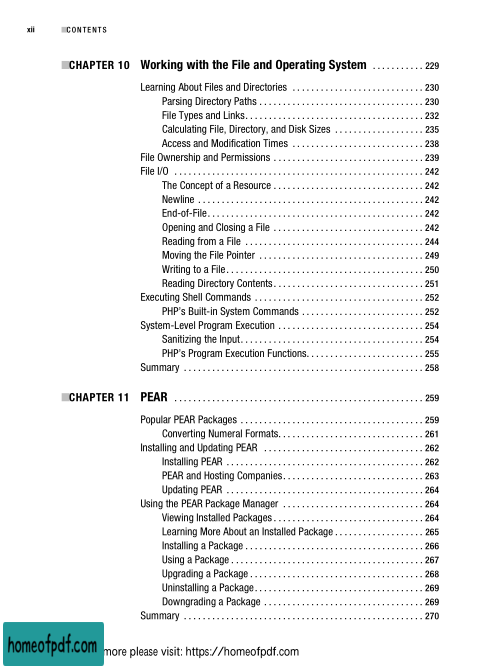 xii ■CONTENTS
■CHAPTER 10 Working with the File and Operating System . . . . . . . . . . . 229
Learning About Files and Directories . . . . . . . . . . . . . . . . . . . . . . . . . . . . 230
Parsing Directory Paths . . . . . . . . . . . . . . . . . . . . . . . . . . . . . . . . . . . 230
File Types and Links. . . . . . . . . . . . . . . . . . . . . . . . . . . . . . . . . . . . . . 232
Calculating File, Directory, and Disk Sizes . . . . . . . . . . . . . . . . . . . 235
Access and Modification Times . . . . . . . . . . . . . . . . . . . . . . . . . . . . 238
File Ownership and Permissions . . . . . . . . . . . . . . . . . . . . . . . . . . . . . . . . 239
File I/O . . . . . . . . . . . . . . . . . . . . . . . . . . . . . . . . . . . . . . . . . . . . . . . . . . . . . 242
The Concept of a Resource . . . . . . . . . . . . . . . . . . . . . . . . . . . . . . . . 242
Newline . . . . . . . . . . . . . . . . . . . . . . . . . . . . . . . . . . . . . . . . . . . . . . . . 242
End-of-File. . . . . . . . . . . . . . . . . . . . . . . . . . . . . . . . . . . . . . . . . . . . . . 242
Opening and Closing a File . . . . . . . . . . . . . . . . . . . . . . . . . . . . . . . . 242
Reading from a File . . . . . . . . . . . . . . . . . . . . . . . . . . . . . . . . . . . . . . 244
Moving the File Pointer . . . . . . . . . . . . . . . . . . . . . . . . . . . . . . . . . . . 249
Writing to a File. . . . . . . . . . . . . . . . . . . . . . . . . . . . . . . . . . . . . . . . . . 250
Reading Directory Contents. . . . . . . . . . . . . . . . . . . . . . . . . . . . . . . . 251
Executing Shell Commands . . . . . . . . . . . . . . . . . . . . . . . . . . . . . . . . . . . . 252
PHP's Built-in System Commands . . . . . . . . . . . . . . . . . . . . . . . . . . 252
System-Level Program Execution . . . . . . . . . . . . . . . . . . . . . . . . . . . . . . . 254
Sanitizing the Input. . . . . . . . . . . . . . . . . . . . . . . . . . . . . . . . . . . . . . . 254
PHP's Program Execution Functions. . . . . . . . . . . . . . . . . . . . . . . . . 255
Summary . . . . . . . . . . . . . . . . . . . . . . . . . . . . . . . . . . . . . . . . . . . . . . . . . . . 258
■CHAPTER 11 PEAR . . . . . . . . . . . . . . . . . . . . . . . . . . . . . . . . . . . . . . . . . . . . . . . . . . . . 259
Popular PEAR Packages . . . . . . . . . . . . . . . . . . . . . . . . . . . . . . . . . . . . . . . 259
Converting Numeral Formats. . . . . . . . . . . . . . . . . . . . . . . . . . . . . . . 261
Installing and Updating PEAR . . . . . . . . . . . . . . . . . . . . . . . . . . . . . . . . . . 262
Installing PEAR . . . . . . . . . . . . . . . . . . . . . . . . . . . . . . . . . . . . . . . . . . 262
PEAR and Hosting Companies. . . . . . . . . . . . . . . . . . . . . . . . . . . . . . 263
Updating PEAR . . . . . . . . . . . . . . . . . . . . . . . . . . . . . . . . . . . . . . . . . . 264
Using the PEAR Package Manager . . . . . . . . . . . . . . . . . . . . . . . . . . . . . . 264
Viewing Installed Packages. . . . . . . . . . . . . . . . . . . . . . . . . . . . . . . . 264
Learning More About an Installed Package . . . . . . . . . . . . . . . . . . . 265
Installing a Package . . . . . . . . . . . . . . . . . . . . . . . . . . . . . . . . . . . . . . 266
Using a Package . . . . . . . . . . . . . . . . . . . . . . . . . . . . . . . . . . . . . . . . . 267
Upgrading a Package . . . . . . . . . . . . . . . . . . . . . . . . . . . . . . . . . . . . . 268
Uninstalling a Package. . . . . . . . . . . . . . . . . . . . . . . . . . . . . . . . . . . . 269
Downgrading a Package . . . . . . . . . . . . . . . . . . . . . . . . . . . . . . . . . . 269
Summary . . . . . . . . . . . . . . . . . . . . . . . . . . . . . . . . . . . . . . . . . . . . . . . . . . . 270
homeofpdf.com more please visit: https://homeofpdf.com